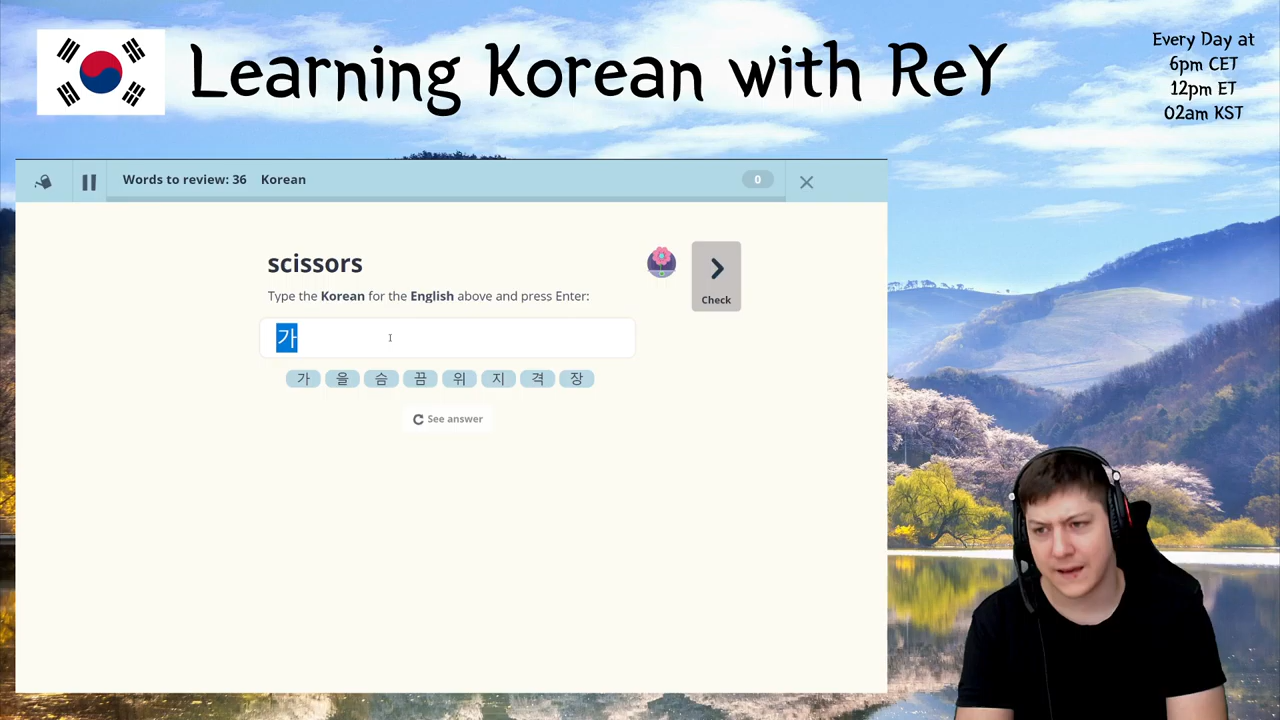 Learning Korean with ReY
Every Day at
6pm CET
12pm ET
02am KST
Words to review: 36 Korean 0
scissors
Type the Korean for the English above and press Enter:
Check
가
가 을 슴 끔 위 지 격 장
See answer